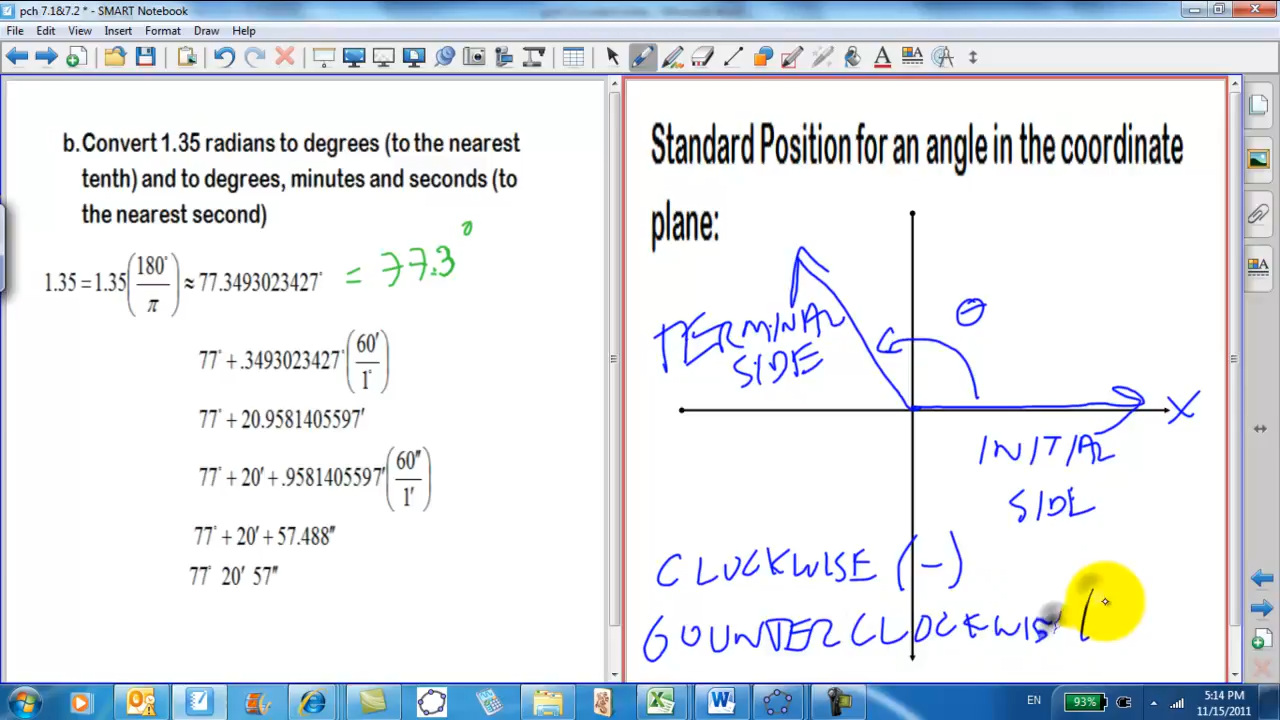 pch 7.1&7.2 * - SMART Notebook
File Edit View Insert Format Draw Help
b. Convert 1.35 radians to degrees (to the nearest
tenth) and to degrees, minutes and seconds (to
the nearest second)
1.35 = 1.35(180°/π) ≈ 77.3493023427° = 77.3°
77° + .3493023427°(60′/1°)
77° + 20.9581405597′
77° + 20′ + .9581405597′(60″/1′)
77° + 20′ + 57.488″
77° 20′ 57″
Standard Position for an angle in the coordinate
plane:
θ
TERMINAL
SIDE
X
INITIAL
SIDE
CLOCKWISE (-)
COUNTERCLOCKWISE (
EN
93%
5:14 PM
11/15/2011